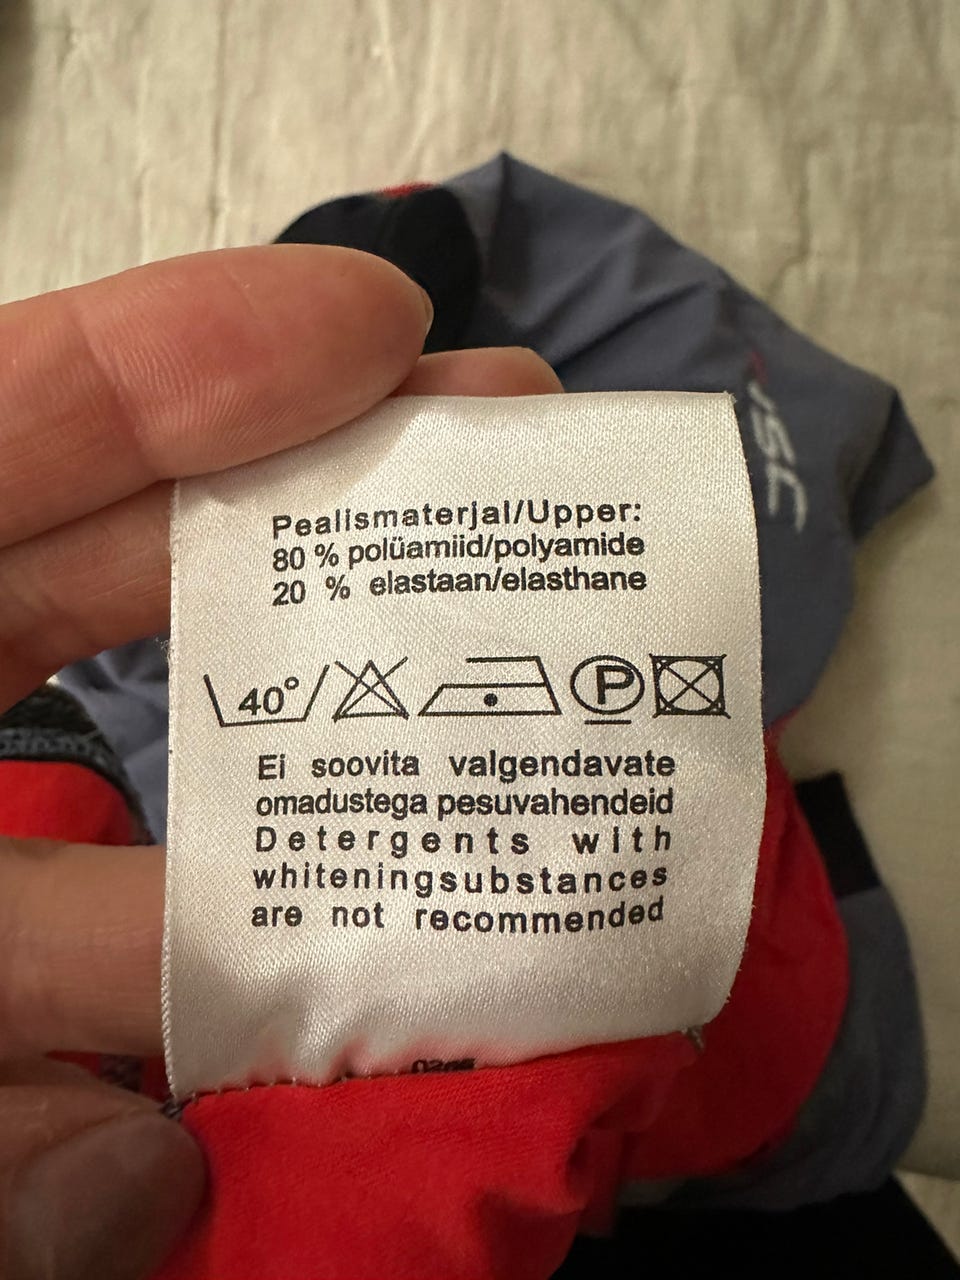 Pealismaterjal/Upper:
80 % polüamiid/polyamide
20 % elastaan/elasthane
40°
P
Ei soovita valgendavate
omadustega pesuvahendeid
Detergents with
whiteningsubstances
are not recommended